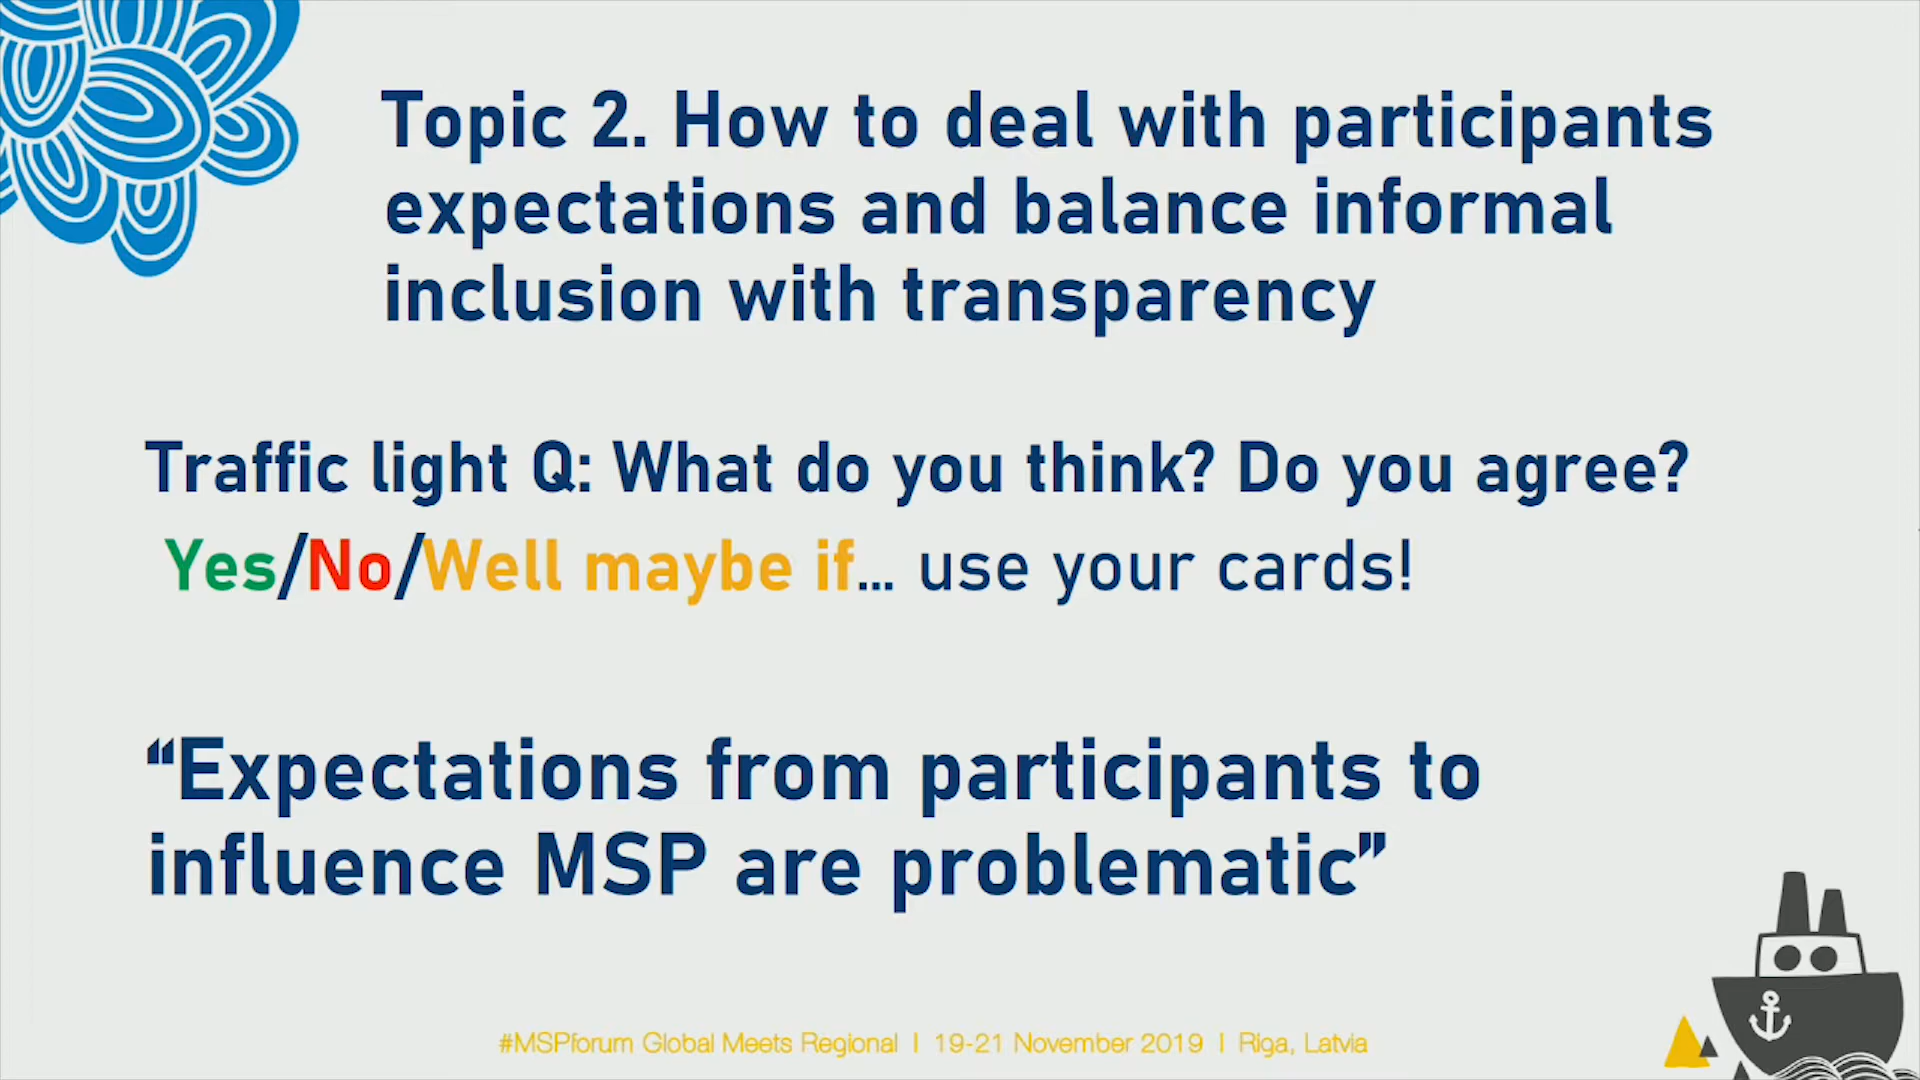 Topic 2. How to deal with participants
expectations and balance informal
inclusion with transparency
Traffic light Q: What do you think? Do you agree?
Yes/No/Well maybe if... use your cards!
“Expectations from participants to
influence MSP are problematic”
#MSPforum Global Meets Regional | 19-21 November 2019 | Riga, Latvia